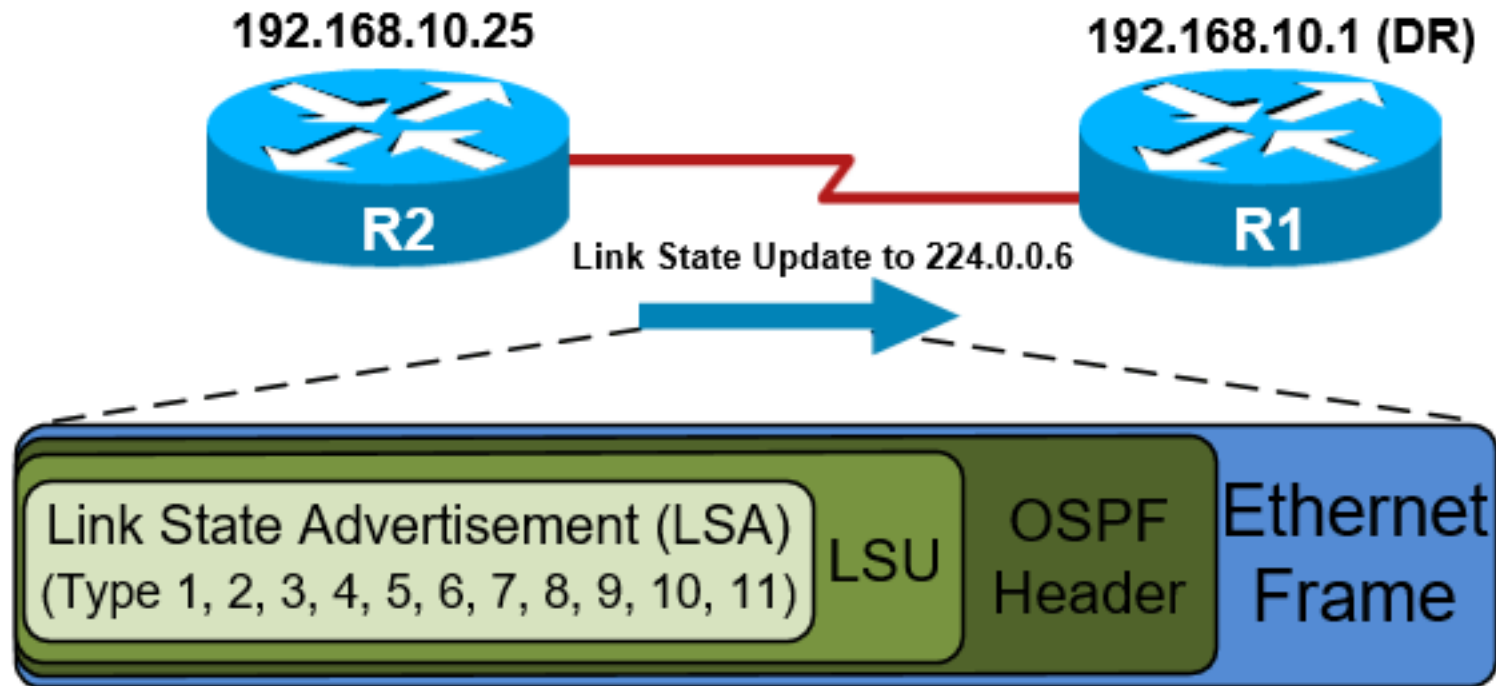 192.168.10.25
192.168.10.1 (DR)
R2
R1
Link State Update to 224.0.0.6
Link State Advertisement (LSA)
(Type 1, 2, 3, 4, 5, 6, 7, 8, 9, 10, 11)
LSU
OSPF
Header
Ethernet
Frame